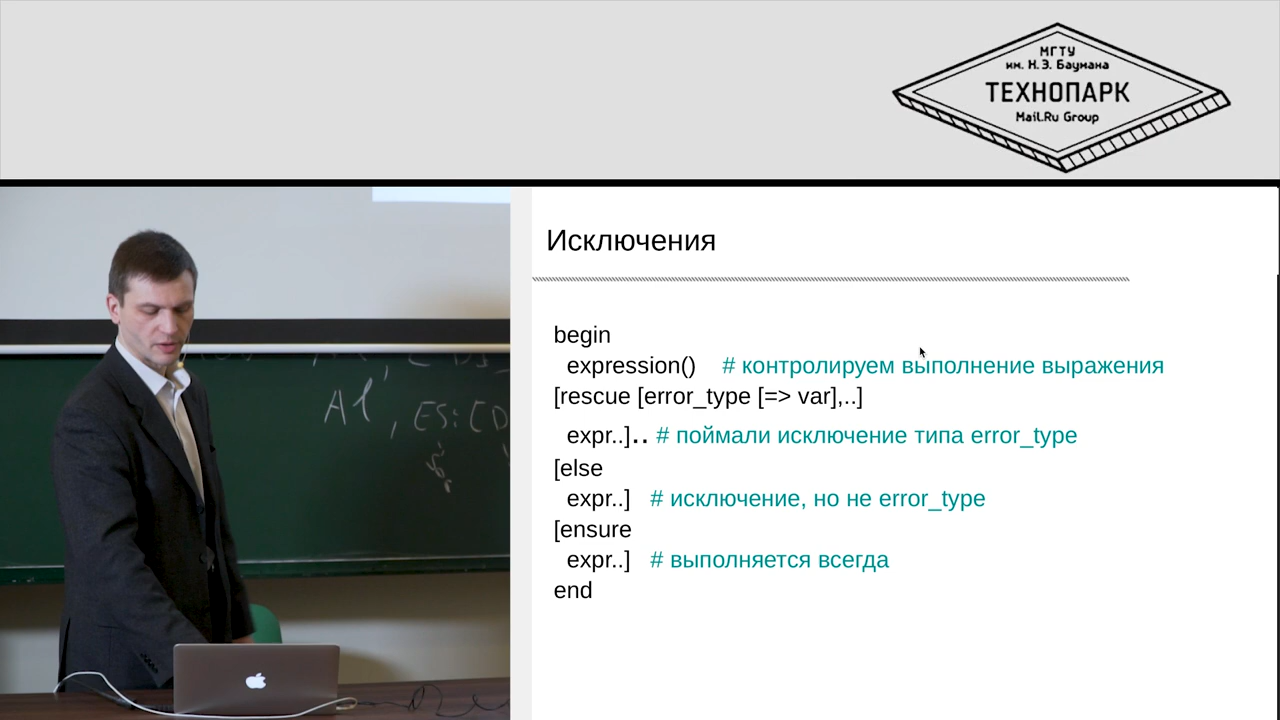 МГТУ
им. Н.Э. Баумана
ТЕХНОПАРК
Mail.Ru Group
Исключения
begin
expression() # контролируем выполнение выражения
[rescue [error_type [=> var],..]
expr..].. # поймали исключение типа error_type
[else
expr..] # исключение, но не error_type
[ensure
expr..] # выполняется всегда
end